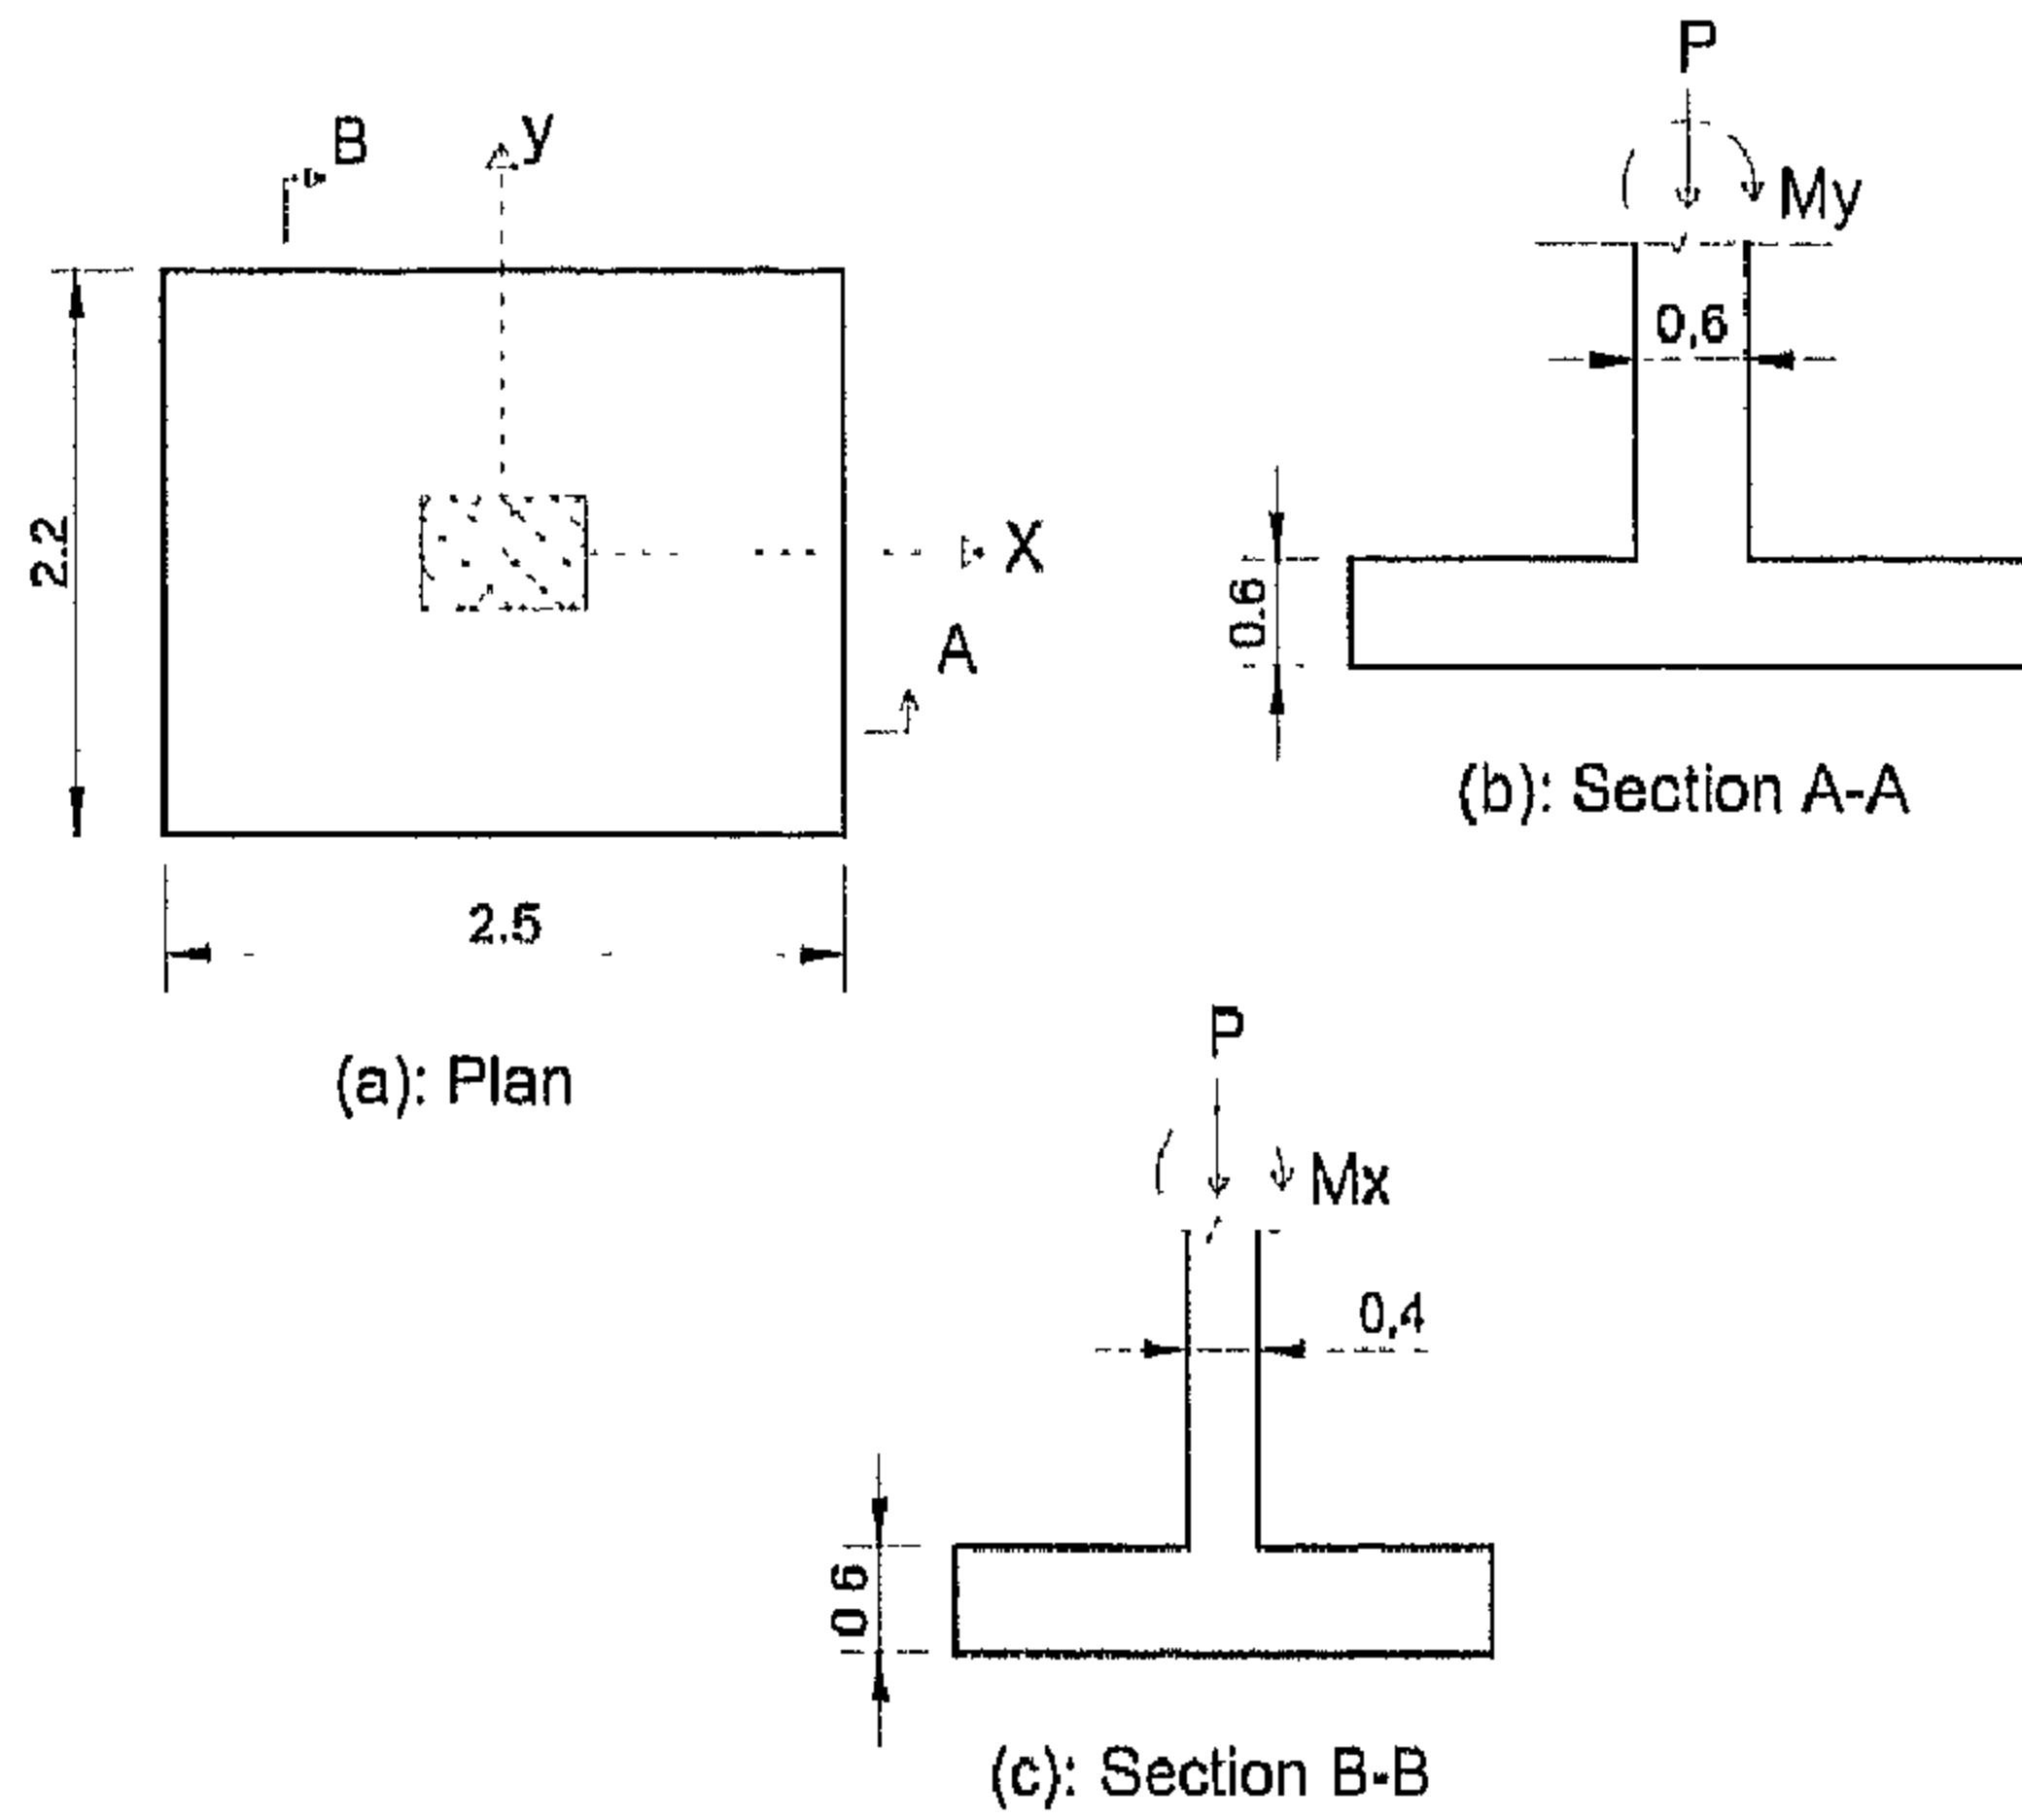 B
y
2.2
X
A
2.5
(a): Plan
P
My
0,6
0.6
(b): Section A-A
P
Mx
0,4
0.6
(c): Section B-B